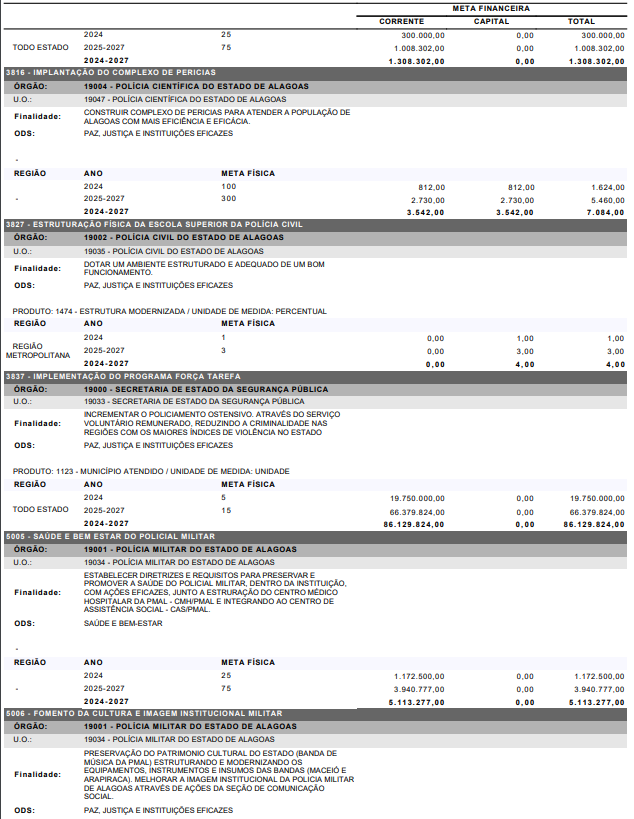 META FINANCEIRA
CORRENTE CAPITAL TOTAL
2024 25 300.000,00 0,00 300.000,00
TODO ESTADO 2025-2027 75 1.008.302,00 0,00 1.008.302,00
2024-2027 1.308.302,00 0,00 1.308.302,00
3816 - IMPLANTAÇÃO DO COMPLEXO DE PERICIAS
ÓRGÃO: 19004 - POLÍCIA CIENTÍFICA DO ESTADO DE ALAGOAS
U.O.: 19047 - POLÍCIA CIENTÍFICA DO ESTADO DE ALAGOAS
Finalidade: CONSTRUIR COMPLEXO DE PERICIAS PARA ATENDER A POPULAÇÃO DE
ALAGOAS COM MAIS EFICIÊNCIA E EFICÁCIA.
ODS: PAZ, JUSTIÇA E INSTITUIÇÕES EFICAZES
-
REGIÃO ANO META FÍSICA
2024 100 812,00 812,00 1.624,00
- 2025-2027 300 2.730,00 2.730,00 5.460,00
2024-2027 3.542,00 3.542,00 7.084,00
3827 - ESTRUTURAÇÃO FÍSICA DA ESCOLA SUPERIOR DA POLÍCIA CIVIL
ÓRGÃO: 19002 - POLÍCIA CIVIL DO ESTADO DE ALAGOAS
U.O.: 19035 - POLÍCIA CIVIL DO ESTADO DE ALAGOAS
Finalidade: DOTAR UM AMBIENTE ESTRUTURADO E ADEQUADO DE UM BOM
FUNCIONAMENTO.
ODS: PAZ, JUSTIÇA E INSTITUIÇÕES EFICAZES
PRODUTO: 1474 - ESTRUTURA MODERNIZADA / UNIDADE DE MEDIDA: PERCENTUAL
REGIÃO ANO META FÍSICA
2024 1 0,00 1,00 1,00
REGIÃO METROPOLITANA 2025-2027 3 0,00 3,00 3,00
2024-2027 0,00 4,00 4,00
3837 - IMPLEMENTAÇÃO DO PROGRAMA FORÇA TAREFA
ÓRGÃO: 19000 - SECRETARIA DE ESTADO DA SEGURANÇA PÚBLICA
U.O.: 19033 - SECRETARIA DE ESTADO DA SEGURANÇA PÚBLICA
Finalidade: INCREMENTAR O POLICIAMENTO OSTENSIVO. ATRAVÉS DO SERVIÇO
VOLUNTÁRIO REMUNERADO, REDUZINDO A CRIMINALIDADE NAS
REGIÕES COM OS MAIORES ÍNDICES DE VIOLÊNCIA NO ESTADO
ODS: PAZ, JUSTIÇA E INSTITUIÇÕES EFICAZES
PRODUTO: 1123 - MUNICÍPIO ATENDIDO / UNIDADE DE MEDIDA: UNIDADE
REGIÃO ANO META FÍSICA
2024 5 19.750.000,00 0,00 19.750.000,00
TODO ESTADO 2025-2027 15 66.379.824,00 0,00 66.379.824,00
2024-2027 86.129.824,00 0,00 86.129.824,00
5005 - SAÚDE E BEM ESTAR DO POLICIAL MILITAR
ÓRGÃO: 19001 - POLÍCIA MILITAR DO ESTADO DE ALAGOAS
U.O.: 19034 - POLÍCIA MILITAR DO ESTADO DE ALAGOAS
Finalidade: ESTABELECER DIRETRIZES E REQUISITOS PARA PRESERVAR E
PROMOVER A SAÚDE DO POLICIAL MILITAR, DENTRO DA INSTITUIÇÃO,
COM AÇÕES EFICAZES, JUNTO A ESTRURAÇÃO DO CENTRO MÉDICO
HOSPITALAR DA PMAL - CMH/PMAL E INTEGRANDO AO CENTRO DE
ASSISTÊNCIA SOCIAL - CAS/PMAL.
ODS: SAÚDE E BEM-ESTAR
-
REGIÃO ANO META FÍSICA
2024 25 1.172.500,00 0,00 1.172.500,00
- 2025-2027 75 3.940.777,00 0,00 3.940.777,00
2024-2027 5.113.277,00 0,00 5.113.277,00
5006 - FOMENTO DA CULTURA E IMAGEM INSTITUCIONAL MILITAR
ÓRGÃO: 19001 - POLÍCIA MILITAR DO ESTADO DE ALAGOAS
U.O.: 19034 - POLÍCIA MILITAR DO ESTADO DE ALAGOAS
Finalidade: PRESERVAÇÃO DO PATRIMONIO CULTURAL DO ESTADO (BANDA DE
MÚSICA DA PMAL) ESTRUTURANDO E MODERNIZANDO OS
EQUIPAMENTOS, INSTRUMENTOS E INSUMOS DAS BANDAS (MACEIÓ E
ARAPIRACA). MELHORAR A IMAGEM INSTITUCIONAL DA POLICIA MILITAR
DE ALAGOAS ATRAVÉS DE AÇÕES DA SEÇÃO DE COMUNICAÇÃO
SOCIAL.
ODS: PAZ, JUSTIÇA E INSTITUIÇÕES EFICAZES